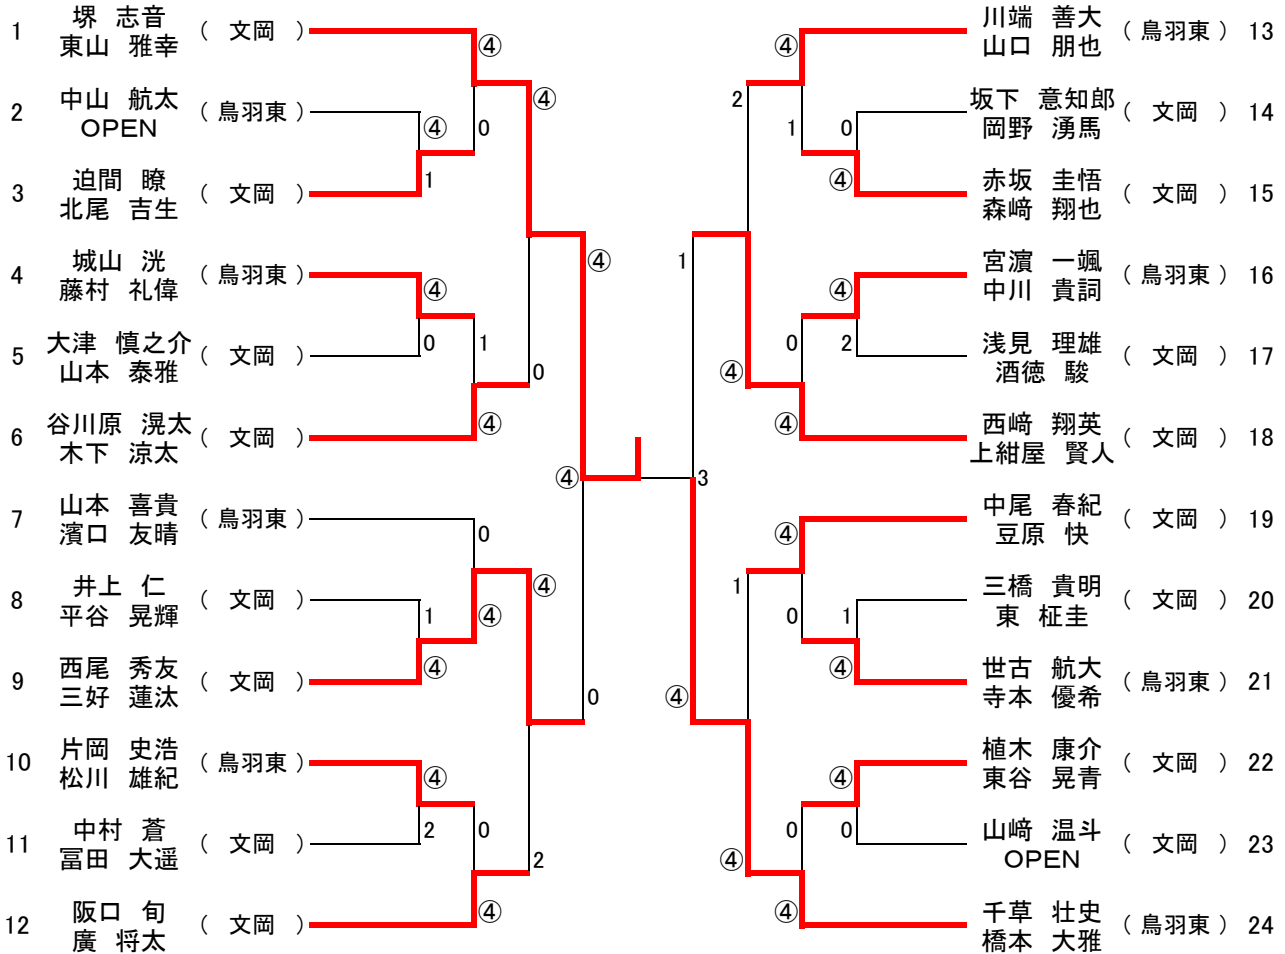 1 堺 志音 東山 雅幸 ( 文岡 )
2 中山 航太 OPEN ( 鳥羽東 )
3 迫間 瞭 北尾 吉生 ( 文岡 )
4 城山 洸 藤村 礼偉 ( 鳥羽東 )
5 大津 慎之介 山本 泰雅 ( 文岡 )
6 谷川原 滉太 木下 涼太 ( 文岡 )
7 山本 喜貴 濱口 友晴 ( 鳥羽東 )
8 井上 仁 平谷 晃輝 ( 文岡 )
9 西尾 秀友 三好 蓮汰 ( 文岡 )
10 片岡 史浩 松川 雄紀 ( 鳥羽東 )
11 中村 蒼 冨田 大遥 ( 文岡 )
12 阪口 旬 廣 将太 ( 文岡 )
④
④
0
④
1
④
④
0
1
0
④
④
0
1
④
④
④
0
④
2
0
2
④
3
④
2
1
0
④
1
④
0
2
④
④
④
1
0
1
④
④
④
0
0
④
④
川端 善大 山口 朋也 ( 鳥羽東 ) 13
坂下 意知郎 岡野 湧馬 ( 文岡 ) 14
赤坂 圭悟 森﨑 翔也 ( 文岡 ) 15
宮濵 一颯 中川 貴詞 ( 鳥羽東 ) 16
浅見 理雄 酒徳 駿 ( 文岡 ) 17
西﨑 翔英 上紺屋 賢人 ( 文岡 ) 18
中尾 春紀 豆原 快 ( 文岡 ) 19
三橋 貴明 東 柾圭 ( 文岡 ) 20
世古 航大 寺本 優希 ( 鳥羽東 ) 21
植木 康介 東谷 晃青 ( 文岡 ) 22
山﨑 温斗 OPEN ( 文岡 ) 23
千草 壮史 橋本 大雅 ( 鳥羽東 ) 24